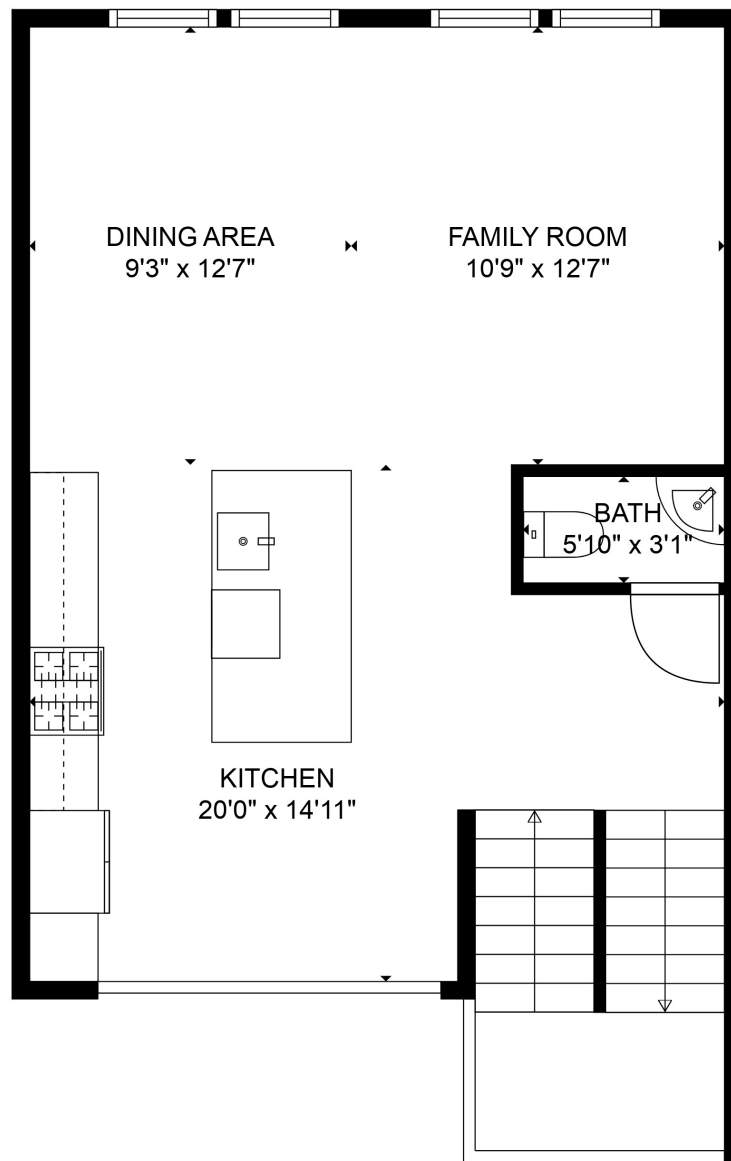 DINING AREA
9'3" x 12'7"
FAMILY ROOM
10'9" x 12'7"
BATH
5'10" x 3'1"
KITCHEN
20'0" x 14'11"